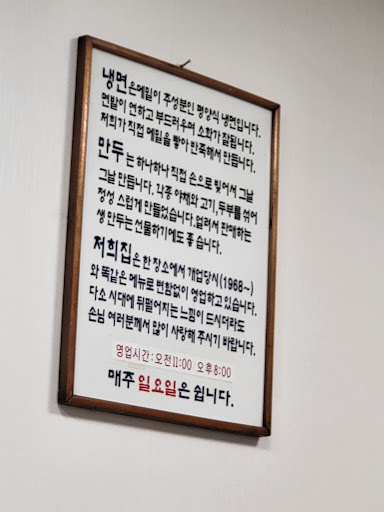 냉면은메밀이 주성분인 평양식 냉면입니다.
면발이 연하고 부드러우며 소화가 잘됩니다.
저희가 직접 메밀을 빻아 반죽해서 만듭니다.
만두는 하나하나 직접 손으로 빚어서 그날
그날 만듭니다. 각종 야채와 고기, 두부를 섞어
정성 스럽게 만들었습니다. 얼려서 판매하는
생 만두는 선물하기에도 좋 습니다.
저희집은 한 장소에서 개업당시(1968~)
와 똑같은 메뉴로 변함없이 영업하고 있습니다.
다소 시대에 뒤떨어지는 느낌이 드시더라도
손님 여러분께서 많이 사랑해 주시기 바랍니다.
영업시간:오전11:00 오후8:00
매주 일요일은 쉽니다.